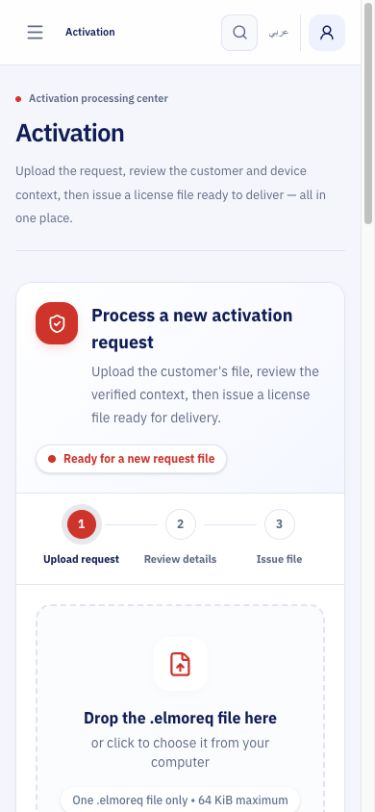 Activation
عربي
Activation processing center
Activation
Upload the request, review the customer and device
context, then issue a license file ready to deliver — all in
one place.
Process a new activation
request
Upload the customer's file, review the
verified context, then issue a license
file ready for delivery.
Ready for a new request file
1
2
3
Upload request
Review details
Issue file
Drop the .elmoreq file here
or click to choose it from your
computer
One .elmoreq file only • 64 KiB maximum